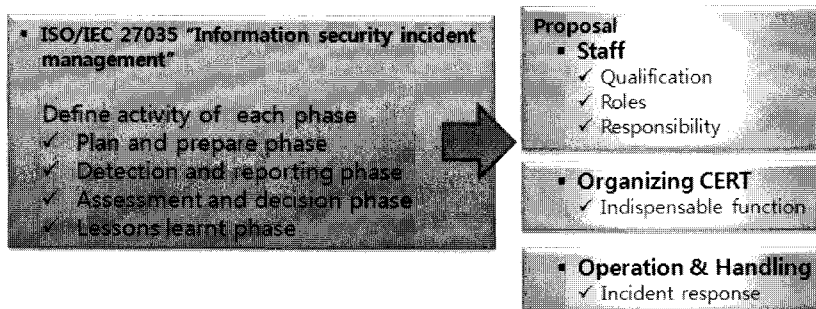 ▪ ISO/IEC 27035 "Information security incident
management"
Define activity of each phase
✓ Plan and prepare phase
✓ Detection and reporting phase
✓ Assessment and decision phase
✓ Lessons learnt phase
Proposal
▪ Staff
✓ Qualification
✓ Roles
✓ Responsibility
▪ Organizing CERT
✓ Indispensable function
▪ Operation & Handling
✓ Incident response